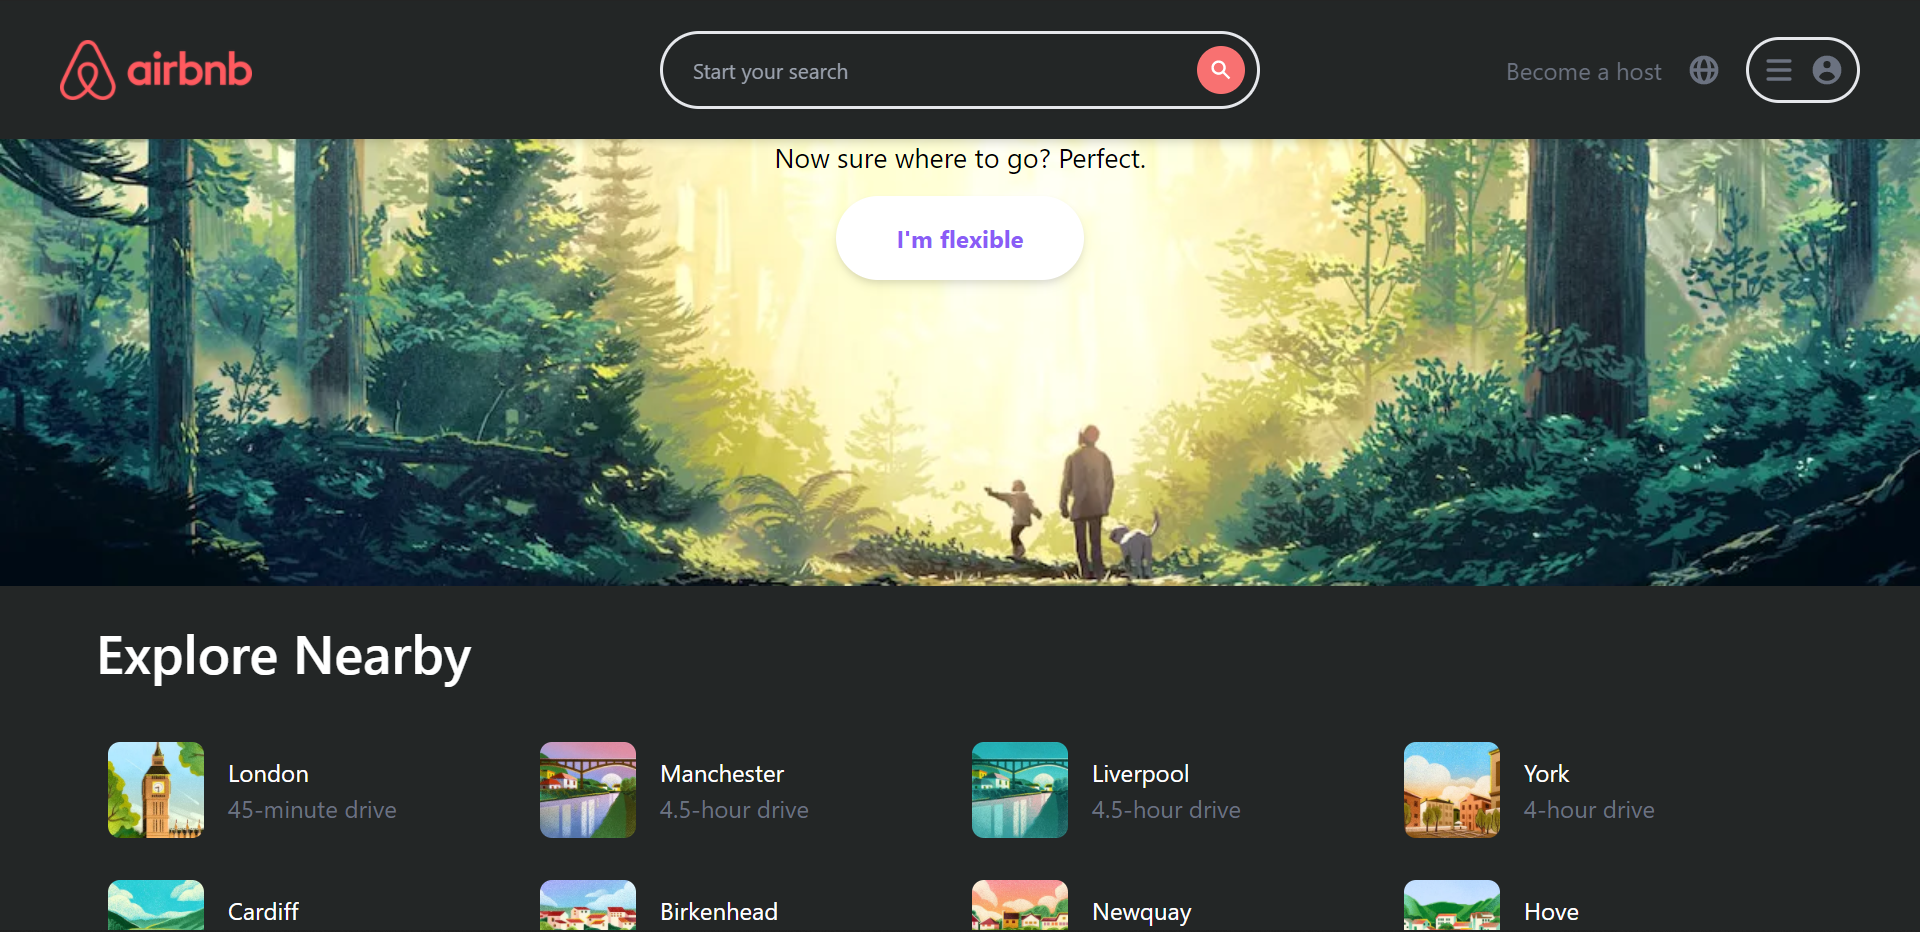 airbnb
Start your search
Become a host
Now sure where to go? Perfect.
I'm flexible
Explore Nearby
London
45-minute drive
Manchester
4.5-hour drive
Liverpool
4.5-hour drive
York
4-hour drive
Cardiff
Birkenhead
Newquay
Hove